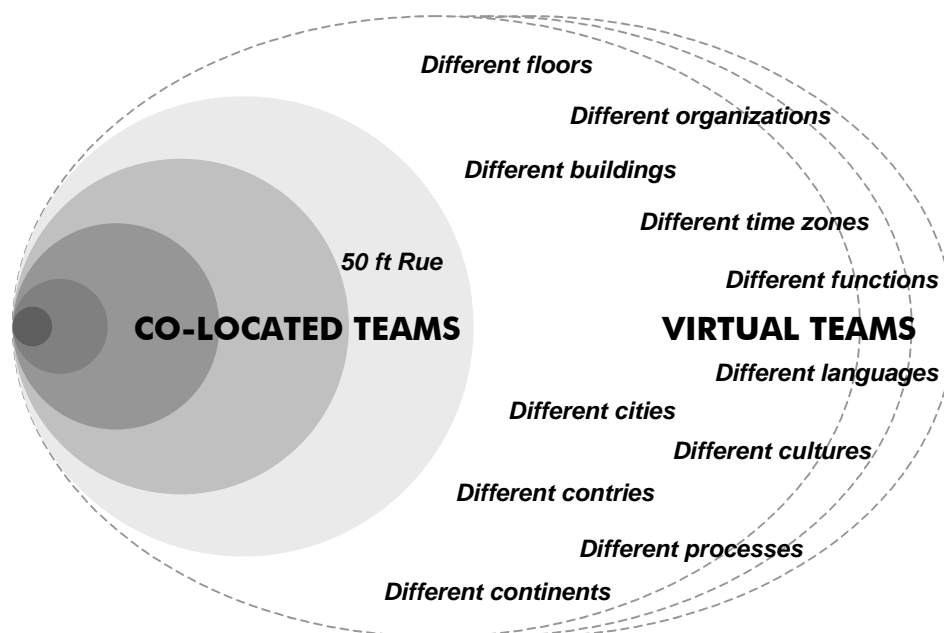 Different floors
Different organizations
Different buildings
Different time zones
50 ft Rue
Different functions
CO-LOCATED TEAMS
VIRTUAL TEAMS
Different languages
Different cities
Different cultures
Different contries
Different processes
Different continents